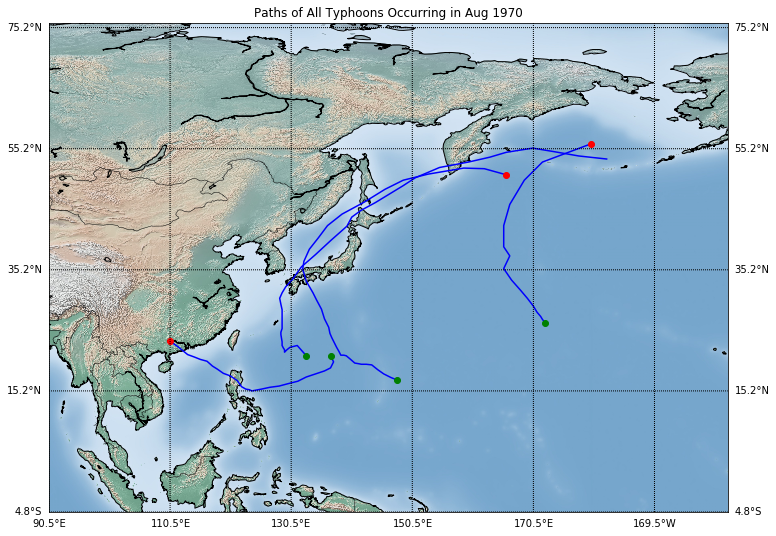 Paths of All Typhoons Occurring in Aug 1970
75.2°N 75.2°N
55.2°N 55.2°N
35.2°N 35.2°N
15.2°N 15.2°N
4.8°S 4.8°S
90.5°E 110.5°E 130.5°E 150.5°E 170.5°E 169.5°W